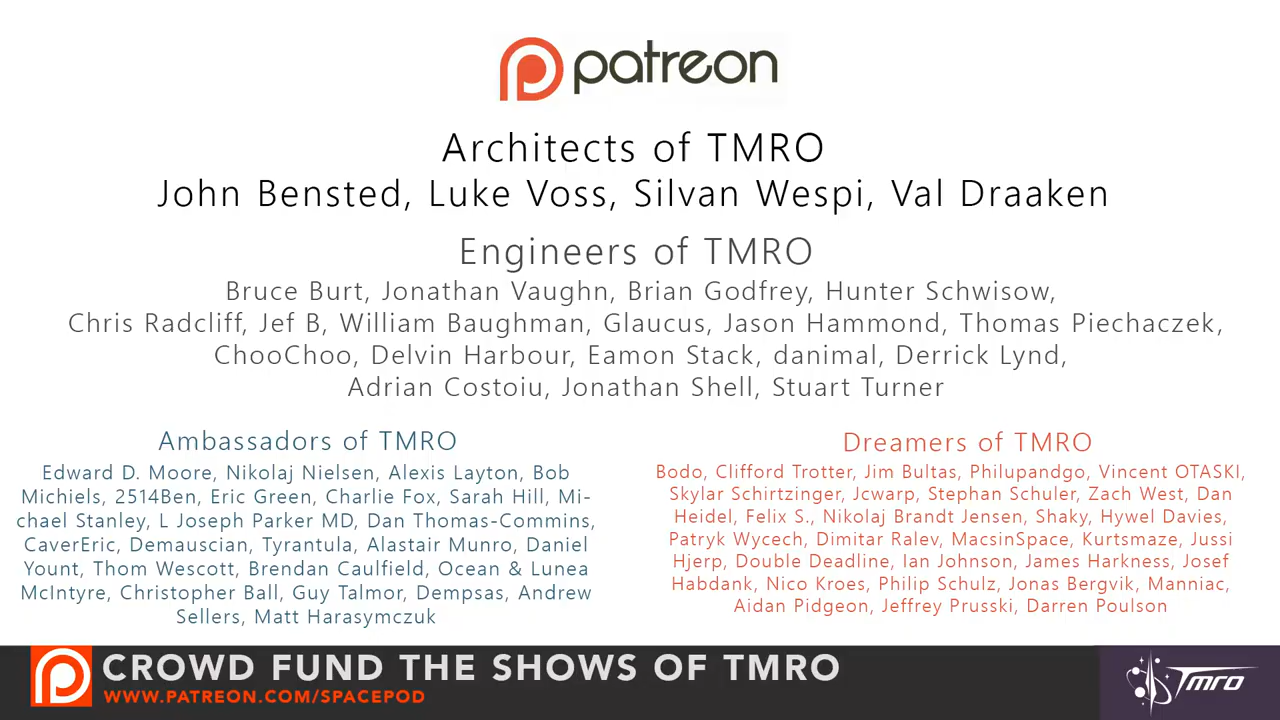 patreon
Architects of TMRO
John Bensted, Luke Voss, Silvan Wespi, Val Draaken
Engineers of TMRO
Bruce Burt, Jonathan Vaughn, Brian Godfrey, Hunter Schwisow,
Chris Radcliff, Jef B, William Baughman, Glaucus, Jason Hammond, Thomas Piechaczek,
ChooChoo, Delvin Harbour, Eamon Stack, danimal, Derrick Lynd,
Adrian Costoiu, Jonathan Shell, Stuart Turner
Ambassadors of TMRO
Edward D. Moore, Nikolaj Nielsen, Alexis Layton, Bob
Michiels, 2514Ben, Eric Green, Charlie Fox, Sarah Hill, Mi-
chael Stanley, L Joseph Parker MD, Dan Thomas-Commins,
CaverEric, Demauscian, Tyrantula, Alastair Munro, Daniel
Yount, Thom Wescott, Brendan Caulfield, Ocean & Lunea
McIntyre, Christopher Ball, Guy Talmor, Dempsas, Andrew
Sellers, Matt Harasymczuk
Dreamers of TMRO
Bodo, Clifford Trotter, Jim Bultas, Philupandgo, Vincent OTASKI,
Skylar Schirtzinger, Jcwarp, Stephan Schuler, Zach West, Dan
Heidel, Felix S., Nikolaj Brandt Jensen, Shaky, Hywel Davies,
Patryk Wycech, Dimitar Ralev, MacsinSpace, Kurtsmaze, Jussi
Hjerp, Double Deadline, Ian Johnson, James Harkness, Josef
Habdank, Nico Kroes, Philip Schulz, Jonas Bergvik, Manniac,
Aidan Pidgeon, Jeffrey Prusski, Darren Poulson
CROWD FUND THE SHOWS OF TMRO
WWW.PATREON.COM/SPACEPOD
Tmro